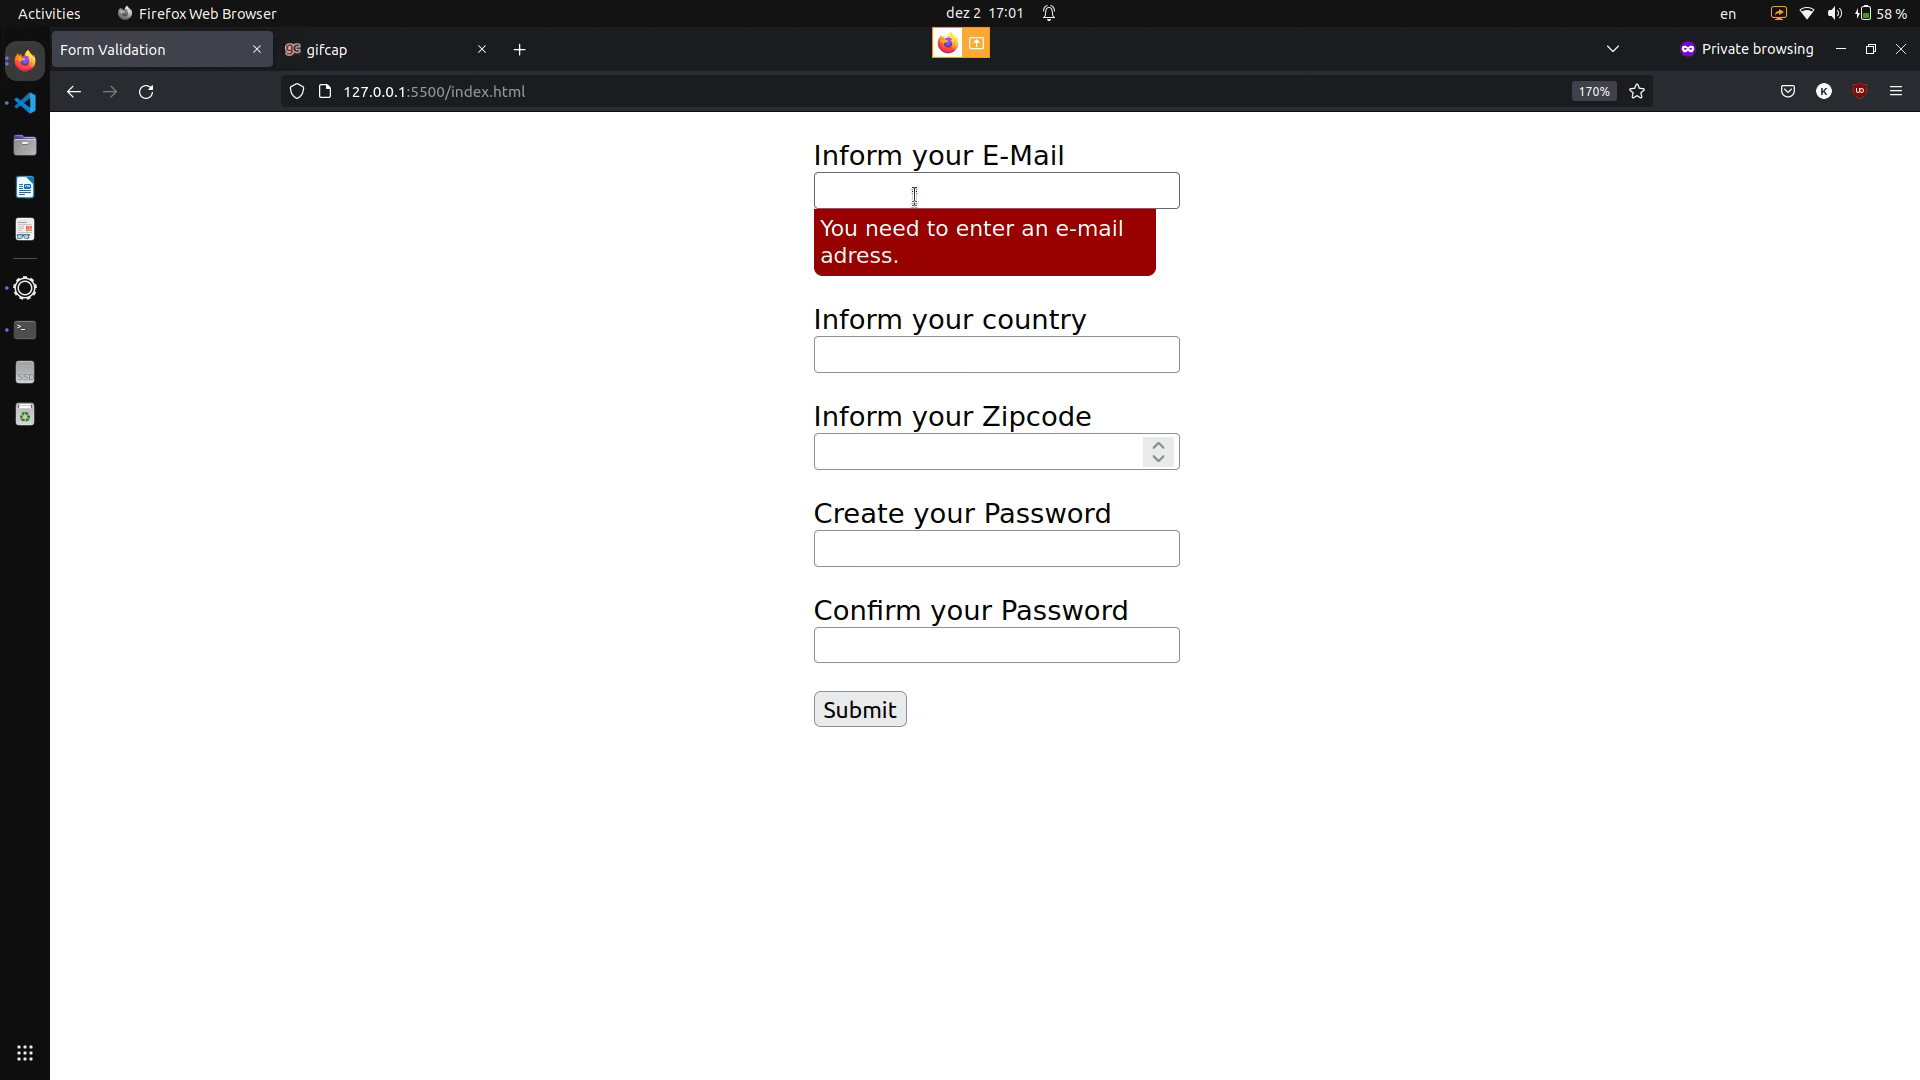 Activities
Firefox Web Browser
dez 2 17:01
en
58 %
Form Validation
gc gifcap
Private browsing
127.0.0.1:5500/index.html
170%
K
Inform your E-Mail
You need to enter an e-mail
adress.
Inform your country
Inform your Zipcode
Create your Password
Confirm your Password
Submit
SSD